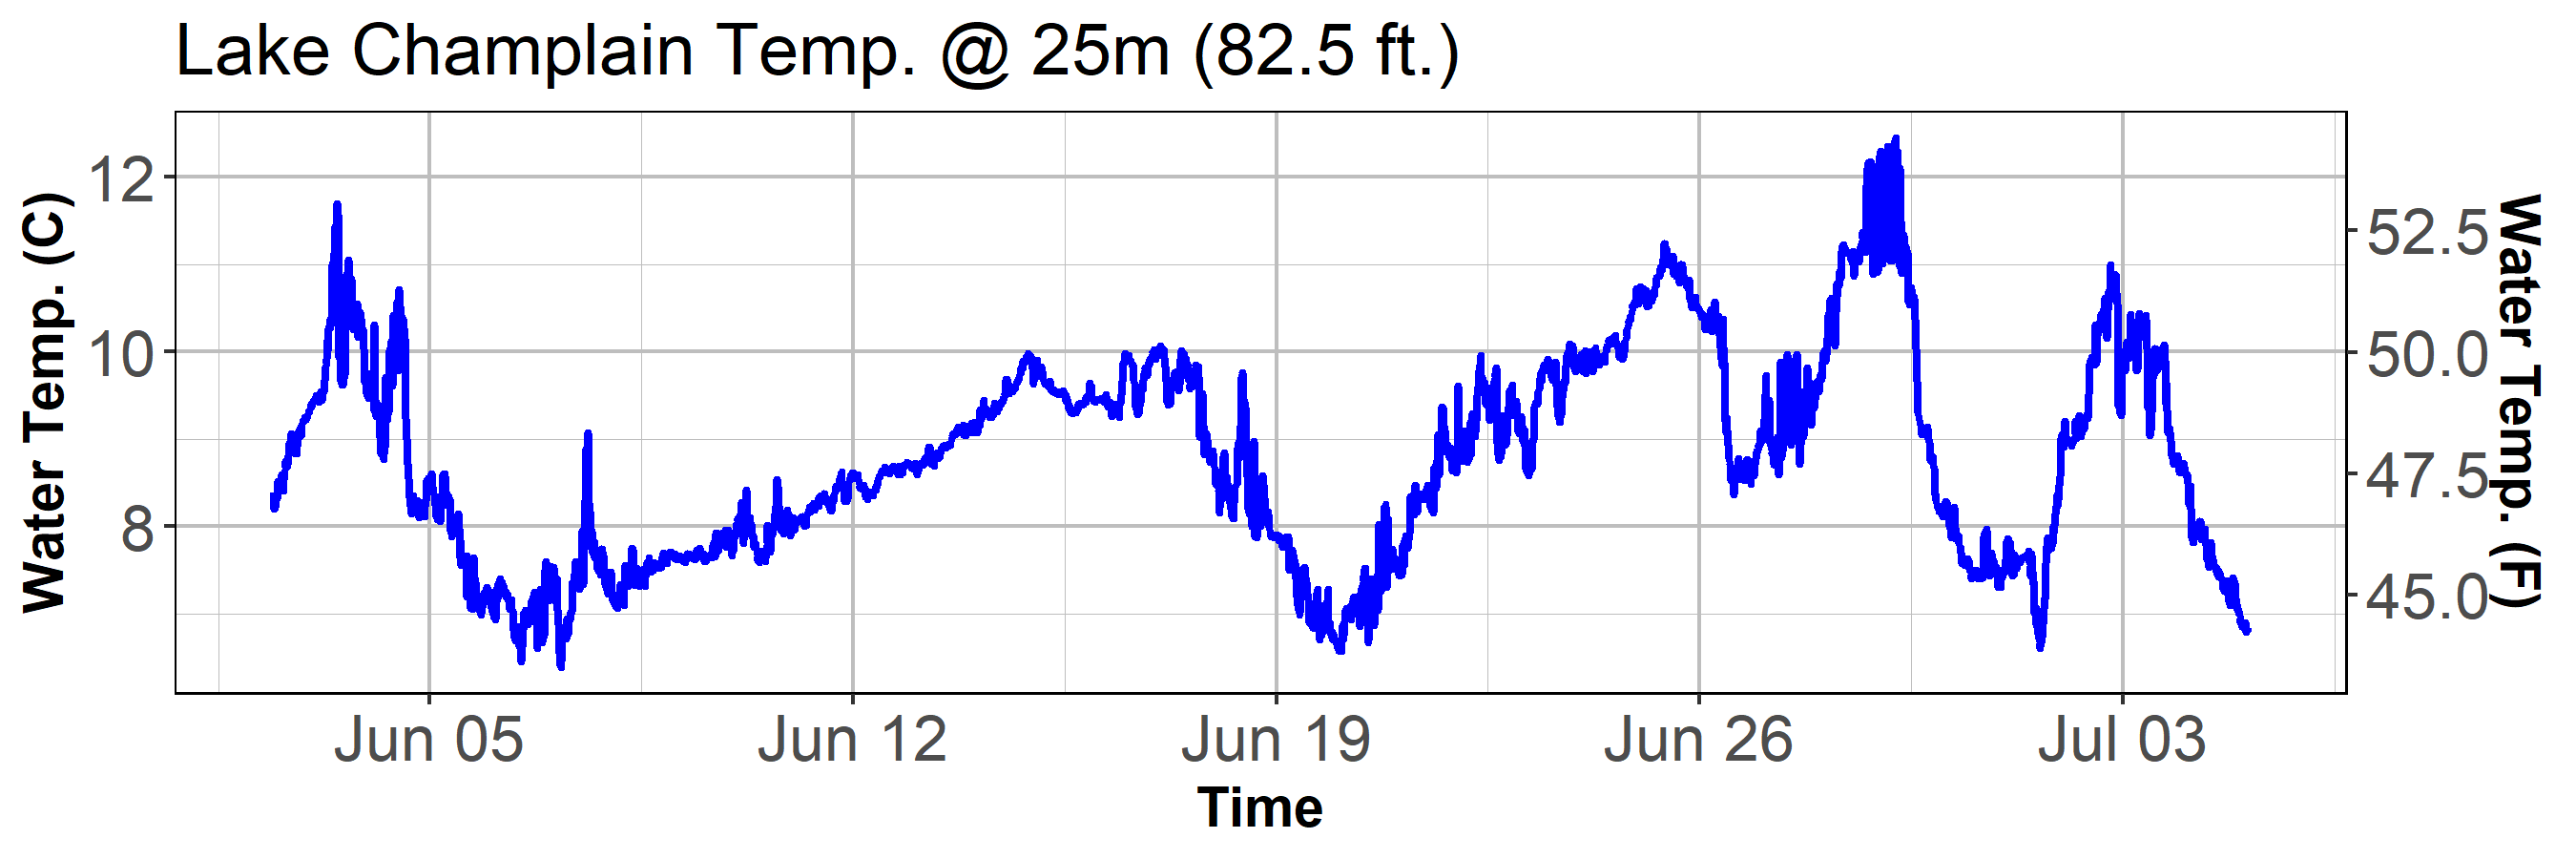 Lake Champlain Temp. @ 25m (82.5 ft.)
Water Temp. (C)
12
10
8
52.5
50.0
47.5
45.0
Water Temp. (F)
Jun 05 Jun 12 Jun 19 Jun 26 Jul 03
Time